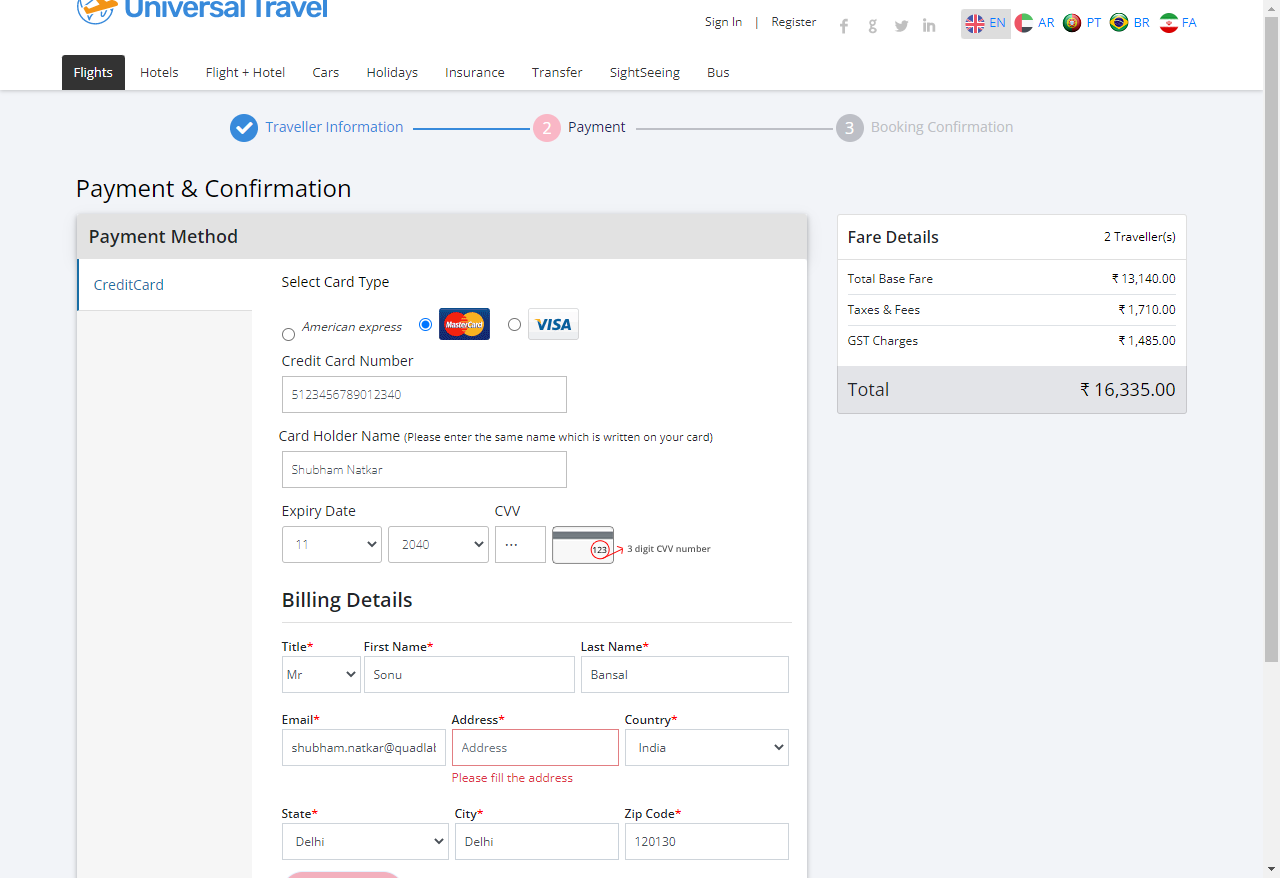 Universal Travel
Sign In | Register
EN AR PT BR FA
Flights Hotels Flight + Hotel Cars Holidays Insurance Transfer SightSeeing Bus
Traveller Information 2 Payment 3 Booking Confirmation
Payment & Confirmation
Payment Method
CreditCard
Select Card Type
American express MasterCard VISA
Credit Card Number
5123456789012340
Card Holder Name (Please enter the same name which is written on your card)
Shubham Natkar
Expiry Date CVV
11 2040 ... 123 3 digit CVV number
Billing Details
Title* First Name* Last Name*
Mr Sonu Bansal
Email* Address* Country*
shubham.natkar@quadlab Address India
Please fill the address
State* City* Zip Code*
Delhi Delhi 120130
Fare Details 2 Traveller(s)
Total Base Fare ₹ 13,140.00
Taxes & Fees ₹ 1,710.00
GST Charges ₹ 1,485.00
Total ₹ 16,335.00